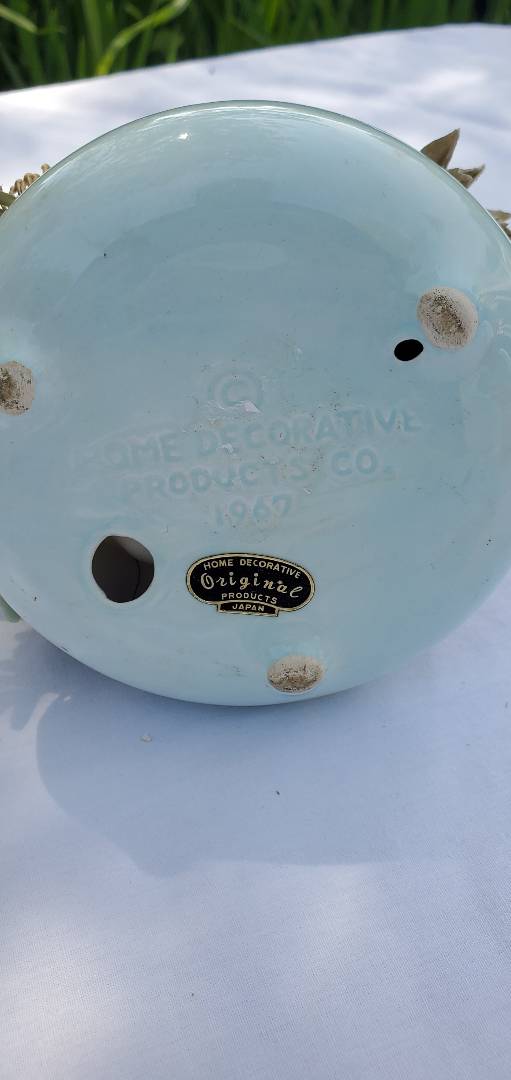 ©
HOME DECORATIVE
PRODUCTS CO.
1967
HOME DECORATIVE
Original
PRODUCTS
JAPAN